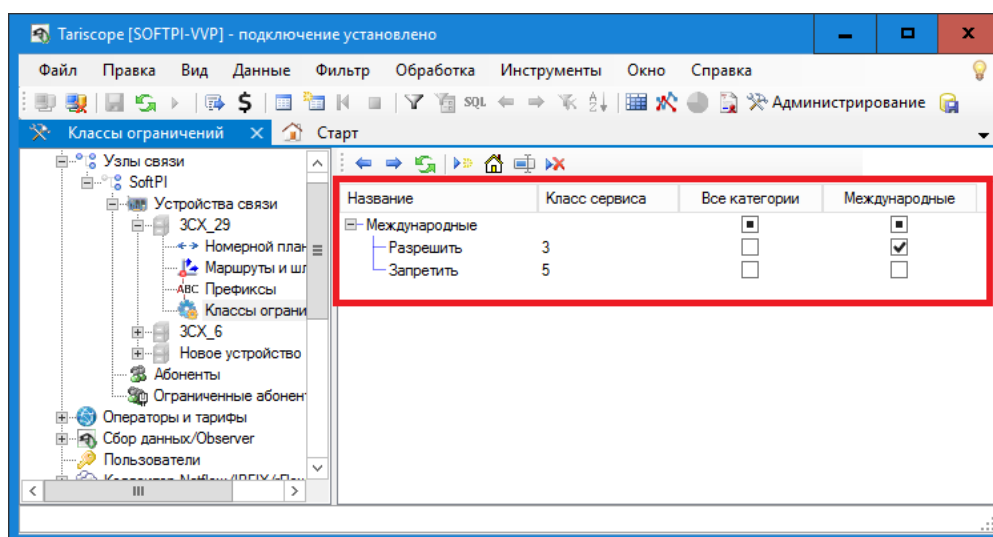 Tariscope [SOFTPI-VVP] - подключение установлено
Файл Правка Вид Данные Фильтр Обработка Инструменты Окно Справка
SQL Администрирование
Классы ограничений Старт
Узлы связи
SoftPI
Устройства связи
3CX_29
Номерной план
Маршруты и шл
ABC Префиксы
Классы ограни
3CX_6
Новое устройство
Абоненты
Ограниченные абонен
Операторы и тарифы
Сбор данных/Observer
Пользователи
Название Класс сервиса Все категории Международные
Международные
Разрешить 3
Запретить 5